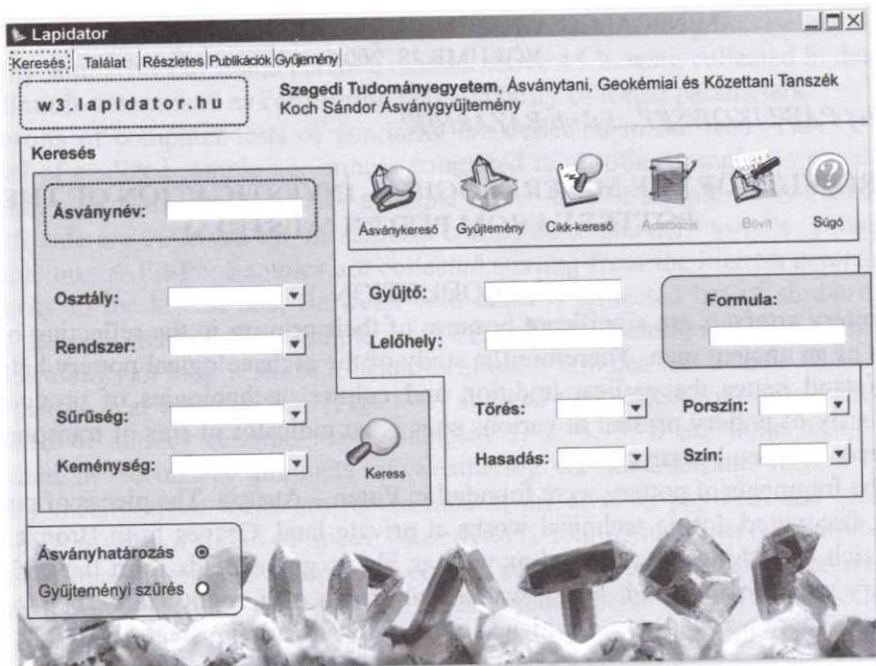 Lapidator
Keresés Találat Részletes Publikációk Gyűjemény
w3.lapidator.hu
Szegedi Tudományegyetem, Ásványtani, Geokémiai és Kőzettani Tanszék
Koch Sándor Ásványgyűjtemény
Keresés
Ásványnév:
Ásványkereső Gyűjtemény Cikk-kereső Adatbázis Bővít Súgó
Osztály:
Gyűjtő:
Formula:
Rendszer:
Lelőhely:
Sűrűség:
Törés:
Porszín:
Keménység:
Keress
Hasadás:
Szín:
Ásványhatározás
Gyűjteményi szűrés